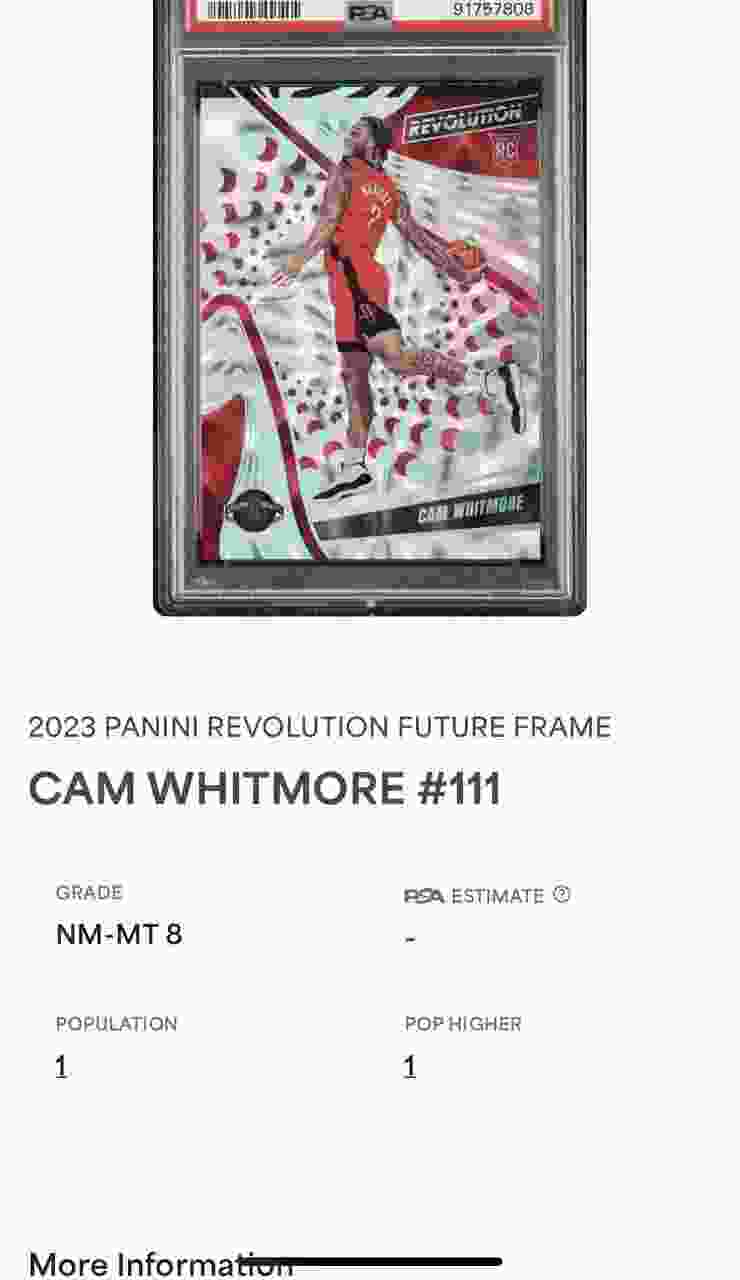 PSA
91757808
REVOLUTION
RC
CAM WHITMORE
2023 PANINI REVOLUTION FUTURE FRAME
CAM WHITMORE #111
GRADE
PSA ESTIMATE ?
NM-MT 8
-
POPULATION
POP HIGHER
1
1
More Information